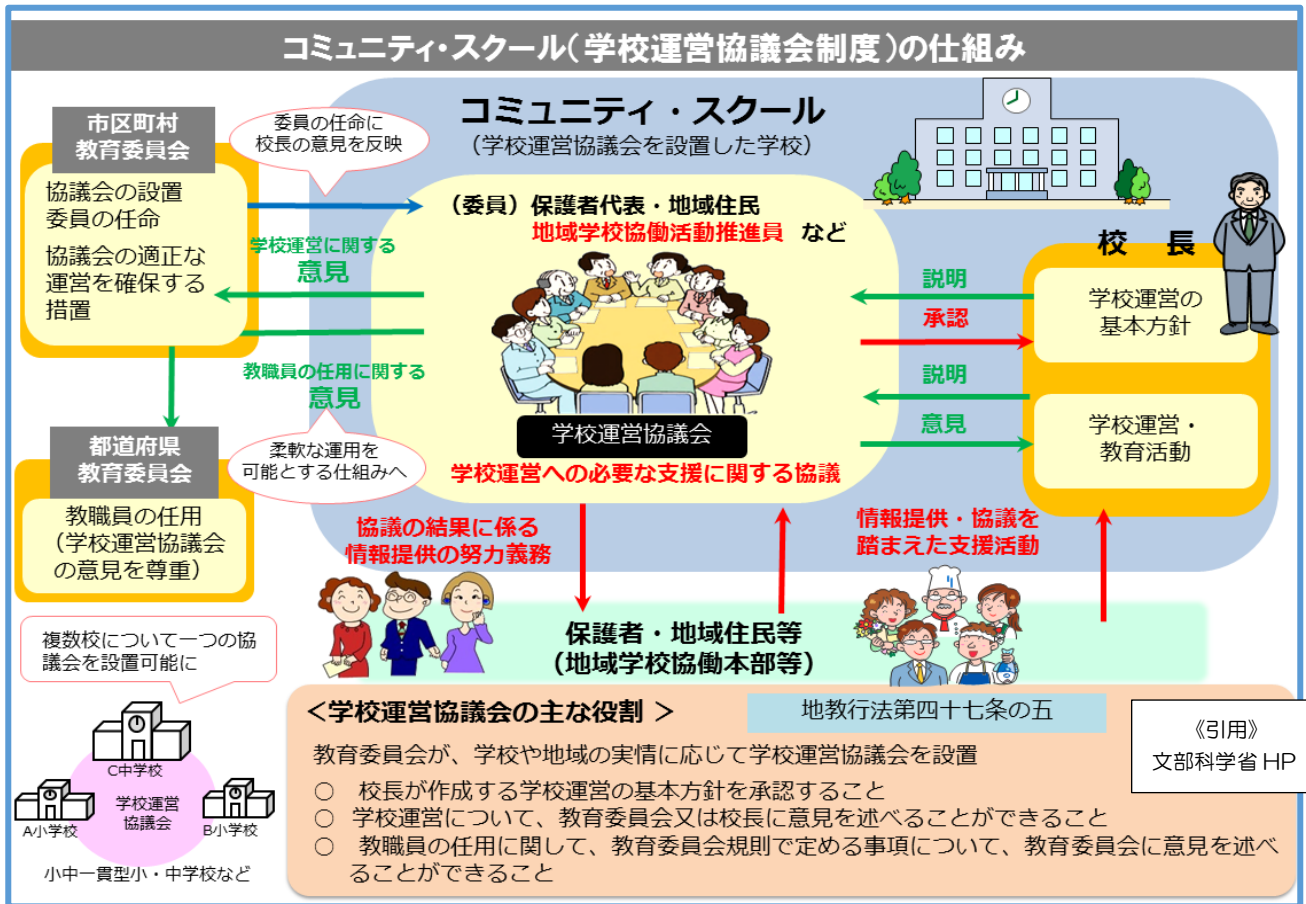 コミュニティ・スクール(学校運営協議会制度)の仕組み
市区町村
教育委員会
協議会の設置
委員の任命
協議会の適正な
運営を確保する
措置
委員の任命に
校長の意見を反映
コミュニティ・スクール
（学校運営協議会を設置した学校）
（委員）保護者代表・地域住民
地域学校協働活動推進員 など
学校運営に関する
意見
教職員の任用に関する
意見
学校運営協議会
学校運営への必要な支援に関する協議
校 長
学校運営の
基本方針
説明
承認
説明
意見
学校運営・
教育活動
都道府県
教育委員会
教職員の任用
（学校運営協議会
の意見を尊重）
柔軟な運用を
可能とする仕組みへ
協議の結果に係る
情報提供の努力義務
情報提供・協議を
踏まえた支援活動
保護者・地域住民等
（地域学校協働本部等）
複数校について一つの協
議会を設置可能に
C中学校
A小学校
学校運営
協議会
B小学校
小中一貫型小・中学校など
＜学校運営協議会の主な役割 ＞
地教行法第四十七条の五
教育委員会が、学校や地域の実情に応じて学校運営協議会を設置
○ 校長が作成する学校運営の基本方針を承認すること
○ 学校運営について、教育委員会又は校長に意見を述べることができること
○ 教職員の任用に関して、教育委員会規則で定める事項について、教育委員会に意見を述べ
ることができること
《引用》
文部科学省 HP